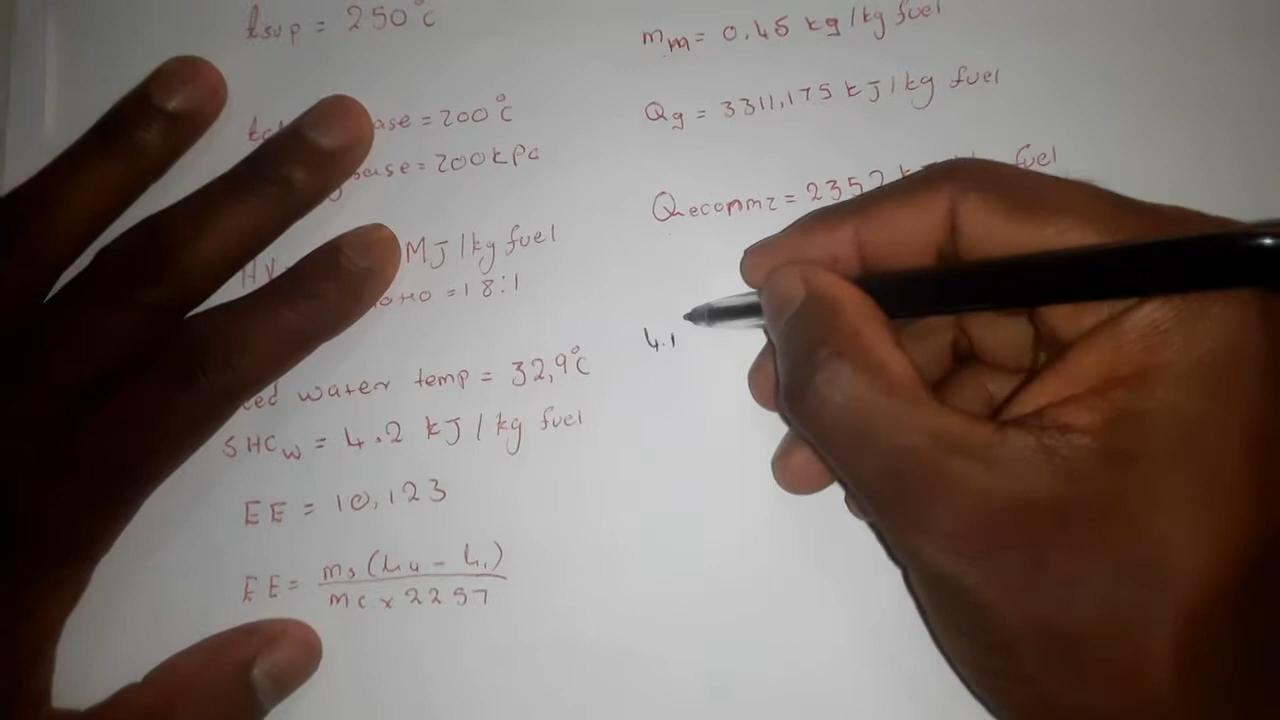 tsup = 250°C
ase = 200°C
ase = 200kPa
MJ/kg fuel
= 18:1
water temp = 32,9°C
SHCw = 4.2 kJ/kg fuel
EE = 10,123
EE = ms(h4 - h1) / mc x 2257
mm = 0.45 kg/kg fuel
Qg = 3311,175 kJ/kg fuel
Qeconmz = 2352 fuel
4.1